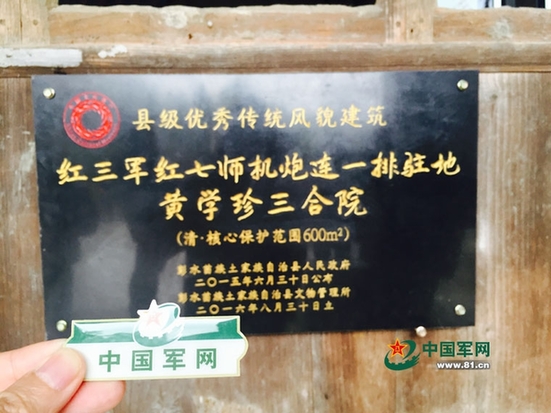 县级优秀传统风貌建筑
红三军红七师机炮连一排驻地
黄学珍三合院
(清·核心保护范围600m²)
彭水苗族土家族自治县人民政府
二〇一五年六月三十日公布
彭水苗族土家族自治县文物管理所
二〇一六年八月三十日立
中国军网
中国军网
www.81.cn